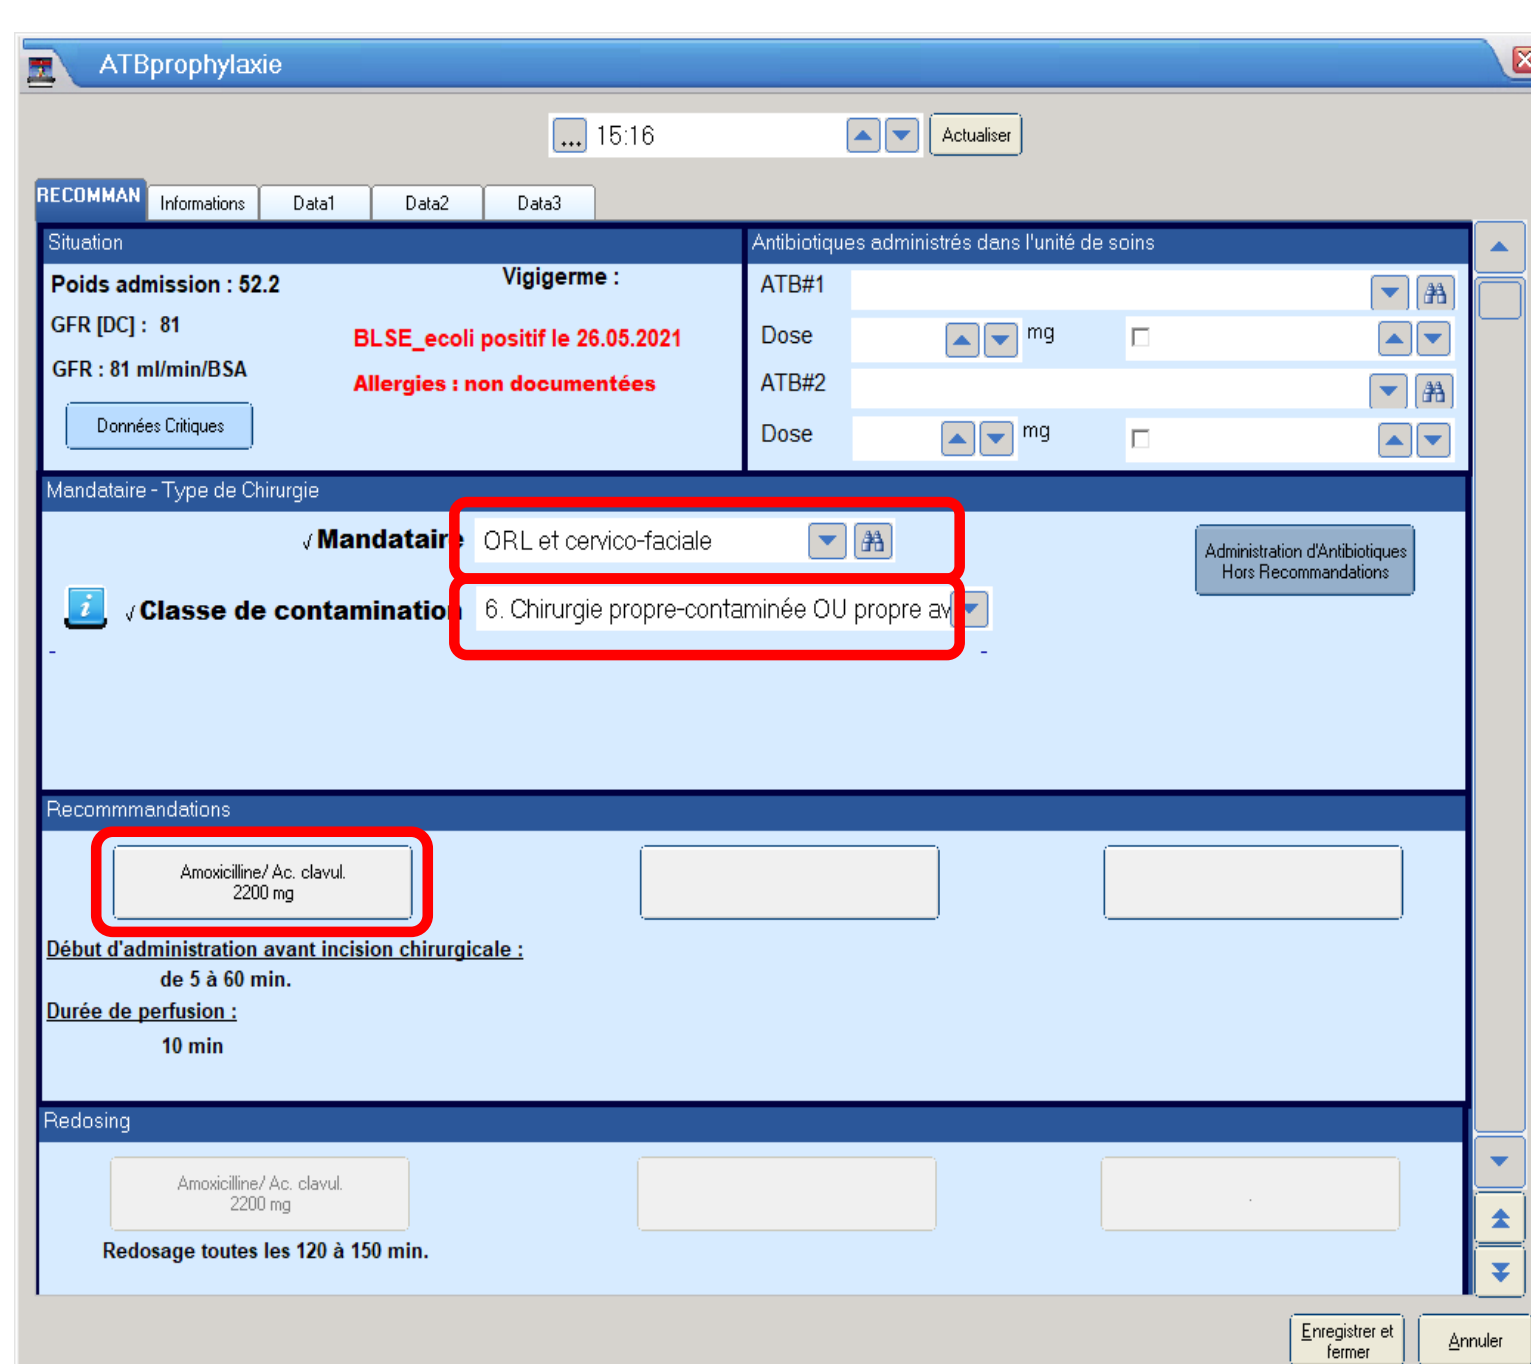 ATBprophylaxie
... 15:16 Actualiser
RECOMMAN Informations Data1 Data2 Data3
Situation
Poids admission : 52.2
Vigigerme :
GFR [DC] : 81
BLSE_ecoli positif le 26.05.2021
GFR : 81 ml/min/BSA
Allergies : non documentées
Données Critiques
Antibiotiques administrés dans l'unité de soins
ATB#1
Dose mg
ATB#2
Dose mg
Mandataire - Type de Chirurgie
√ Mandataire ORL et cervico-faciale
Administration d'Antibiotiques
Hors Recommandations
i √ Classe de contamination 6. Chirurgie propre-contaminée OU propre av
- -
Recommmandations
Amoxicilline/ Ac. clavul.
2200 mg
Début d'administration avant incision chirurgicale :
de 5 à 60 min.
Durée de perfusion :
10 min
Redosing
Amoxicilline/ Ac. clavul.
2200 mg
.
Redosage toutes les 120 à 150 min.
Enregistrer et
fermer
Annuler